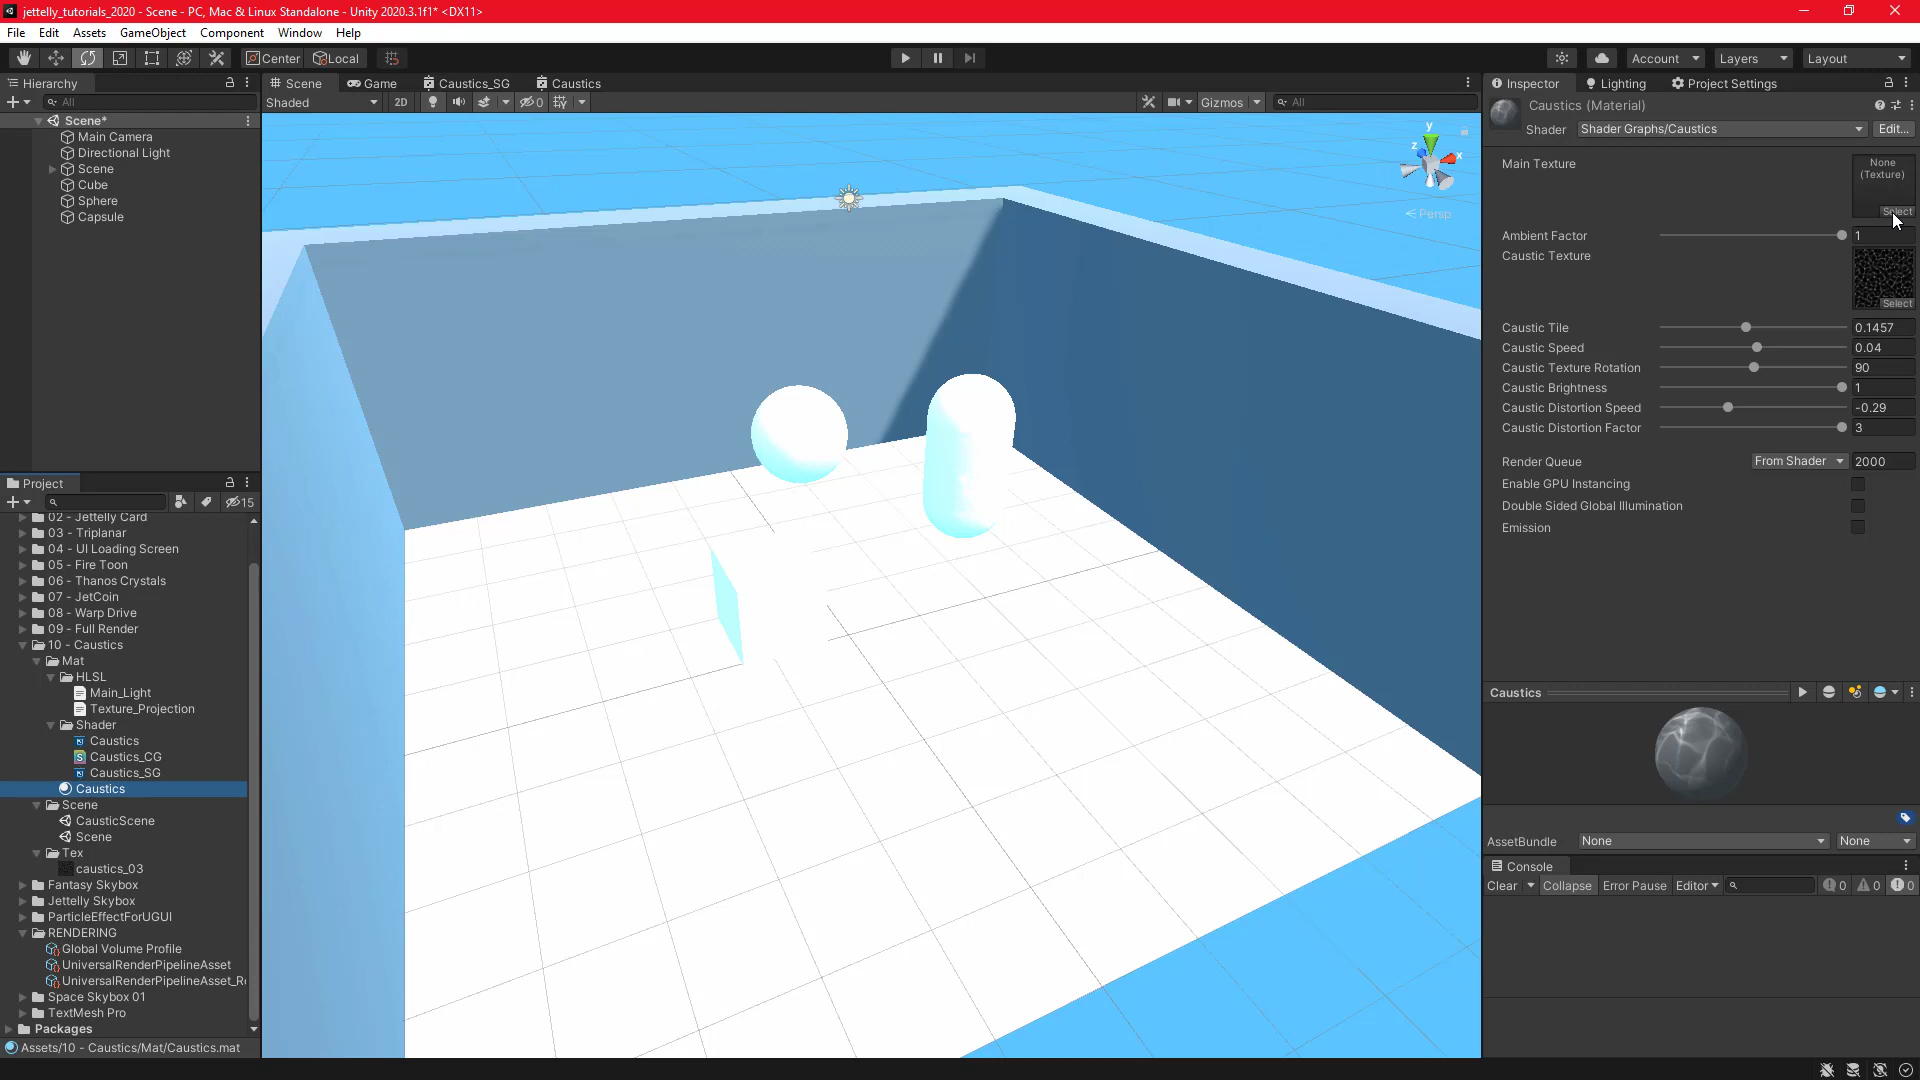 jettelly_tutorials_2020 - Scene - PC, Mac & Linux Standalone - Unity 2020.3.1f1* <DX11>
File Edit Assets GameObject Component Window Help
Center Local Account Layers Layout
Hierarchy
All
Scene*
Main Camera
Directional Light
Scene
Cube
Sphere
Capsule
Scene Game Caustics_SG Caustics
Shaded 2D 0 Gizmos All
y
z x
Persp
Project
15
02 - Jettelly Card
03 - Triplanar
04 - UI Loading Screen
05 - Fire Toon
06 - Thanos Crystals
07 - JetCoin
08 - Warp Drive
09 - Full Render
10 - Caustics
Mat
HLSL
Main_Light
Texture_Projection
Shader
Caustics
Caustics_CG
Caustics_SG
Caustics
Scene
CausticScene
Scene
Tex
caustics_03
Fantasy Skybox
Jettelly Skybox
ParticleEffectForUGUI
RENDERING
Global Volume Profile
UniversalRenderPipelineAsset
UniversalRenderPipelineAsset_Re
Space Skybox 01
TextMesh Pro
Packages
Assets/10 - Caustics/Mat/Caustics.mat
Inspector Lighting Project Settings
Caustics (Material)
Shader Shader Graphs/Caustics Edit...
Main Texture None
(Texture)
Select
Ambient Factor 1
Caustic Texture
Select
Caustic Tile 0.1457
Caustic Speed 0.04
Caustic Texture Rotation 90
Caustic Brightness 1
Caustic Distortion Speed -0.29
Caustic Distortion Factor 3
Render Queue From Shader 2000
Enable GPU Instancing
Double Sided Global Illumination
Emission
Caustics
AssetBundle None None
Console
Clear Collapse Error Pause Editor 0 0 0